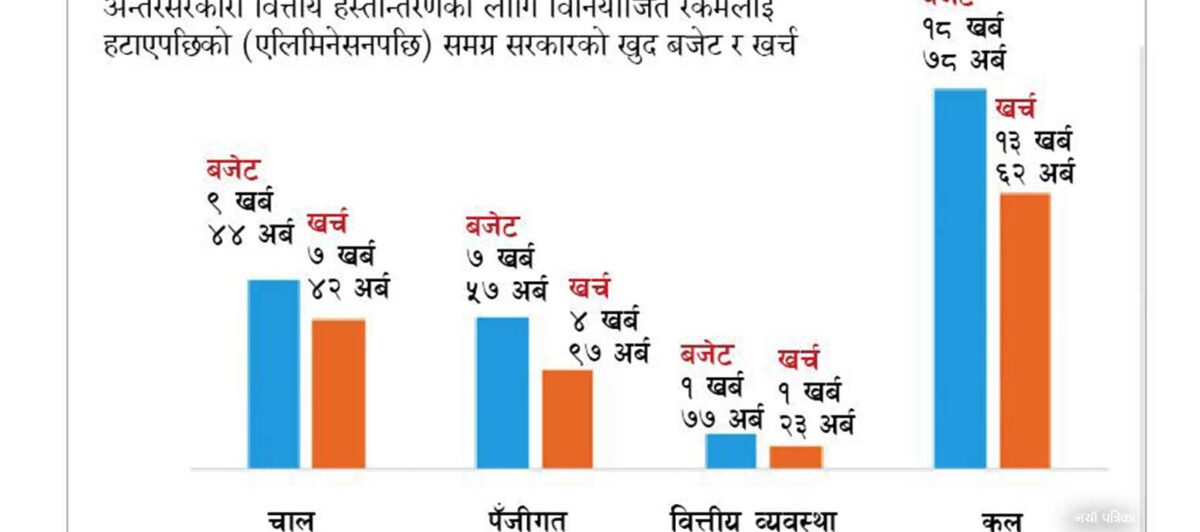 अन्तरसरकारी वित्तीय हस्तान्तरणका लागि विनियोजित रकमलाई
हटाएपछिको (एलिमिनेसनपछि) समग्र सरकारको खुद बजेट र खर्च
बजेट
९ खर्ब
४४ अर्ब
खर्च
७ खर्ब
४२ अर्ब
बजेट
७ खर्ब
५७ अर्ब
खर्च
४ खर्ब
९७ अर्ब
बजेट
१ खर्ब
७७ अर्ब
खर्च
१ खर्ब
२३ अर्ब
बजेट
१८ खर्ब
७८ अर्ब
खर्च
१३ खर्ब
६२ अर्ब
चालु
पुँजीगत
वित्तीय व्यवस्था
कुल
नयाँ पत्रिका